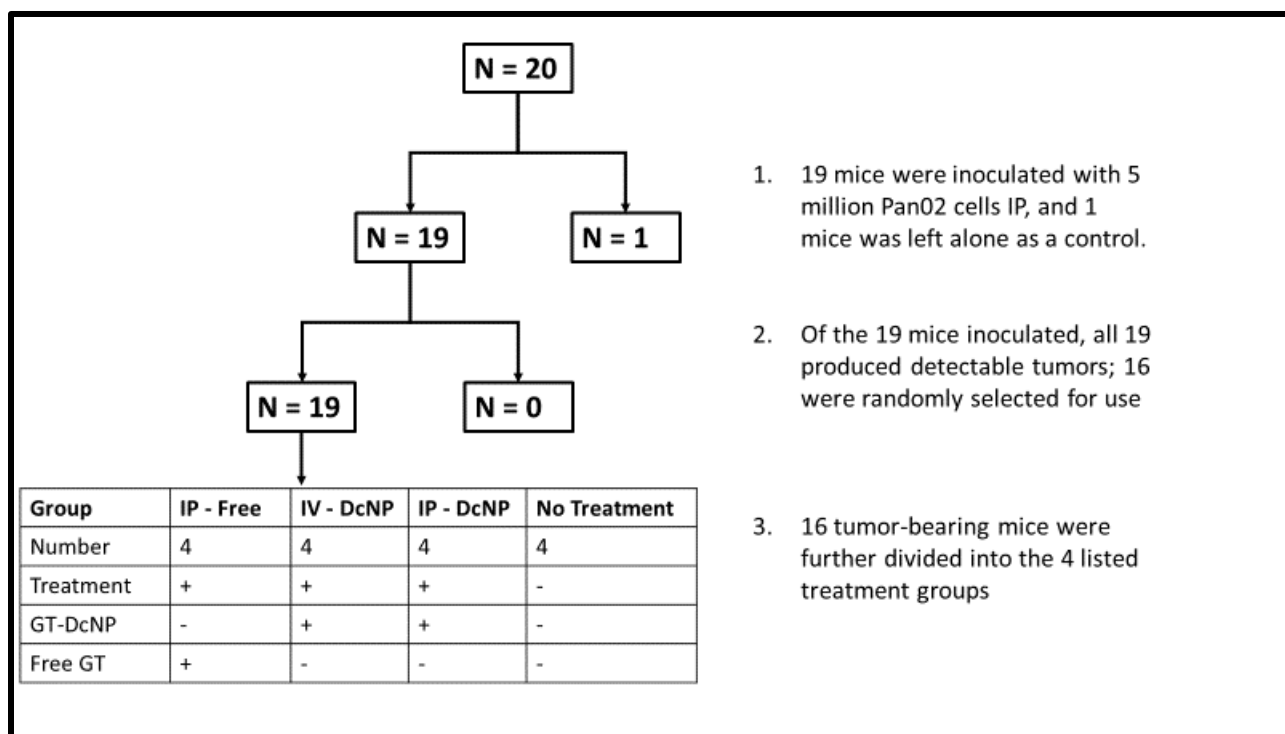 N = 20
N = 19
N = 1
N = 19
N = 0
Group IP - Free IV - DcNP IP - DcNP No Treatment
Number 4 4 4 4
Treatment + + + -
GT-DcNP - + + -
Free GT + - - -
1. 19 mice were inoculated with 5
million Pan02 cells IP, and 1
mice was left alone as a control.
2. Of the 19 mice inoculated, all 19
produced detectable tumors; 16
were randomly selected for use
3. 16 tumor-bearing mice were
further divided into the 4 listed
treatment groups